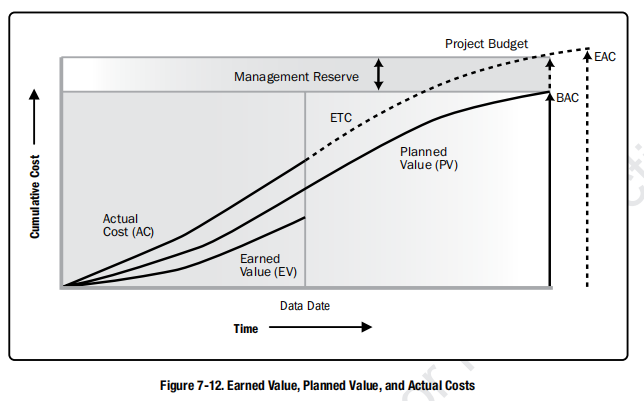 Project Budget
EAC
Management Reserve
BAC
ETC
Planned
Value (PV)
Cumulative Cost
Actual
Cost (AC)
Earned
Value (EV)
Data Date
Time
Figure 7-12. Earned Value, Planned Value, and Actual Costs